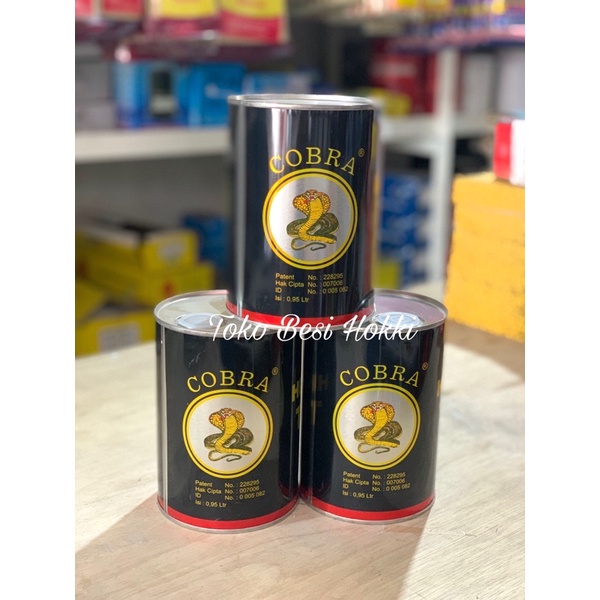 COBRA ®
Patent No. : 228295
Hak Cipta No. : 007006
ID No. : 0 005 082
Isi : 0,95 Ltr
Toko Besi Hokki
COBRA ®
Patent No. : 228295
Hak Cipta No. : 007006
ID No. : 0 005 082
Isi : 0,95 Ltr
COBRA ®
Patent No. : 228295
Hak Cipta No. : 007006
ID No. : 0 005 082
Isi : 0,95 Ltr